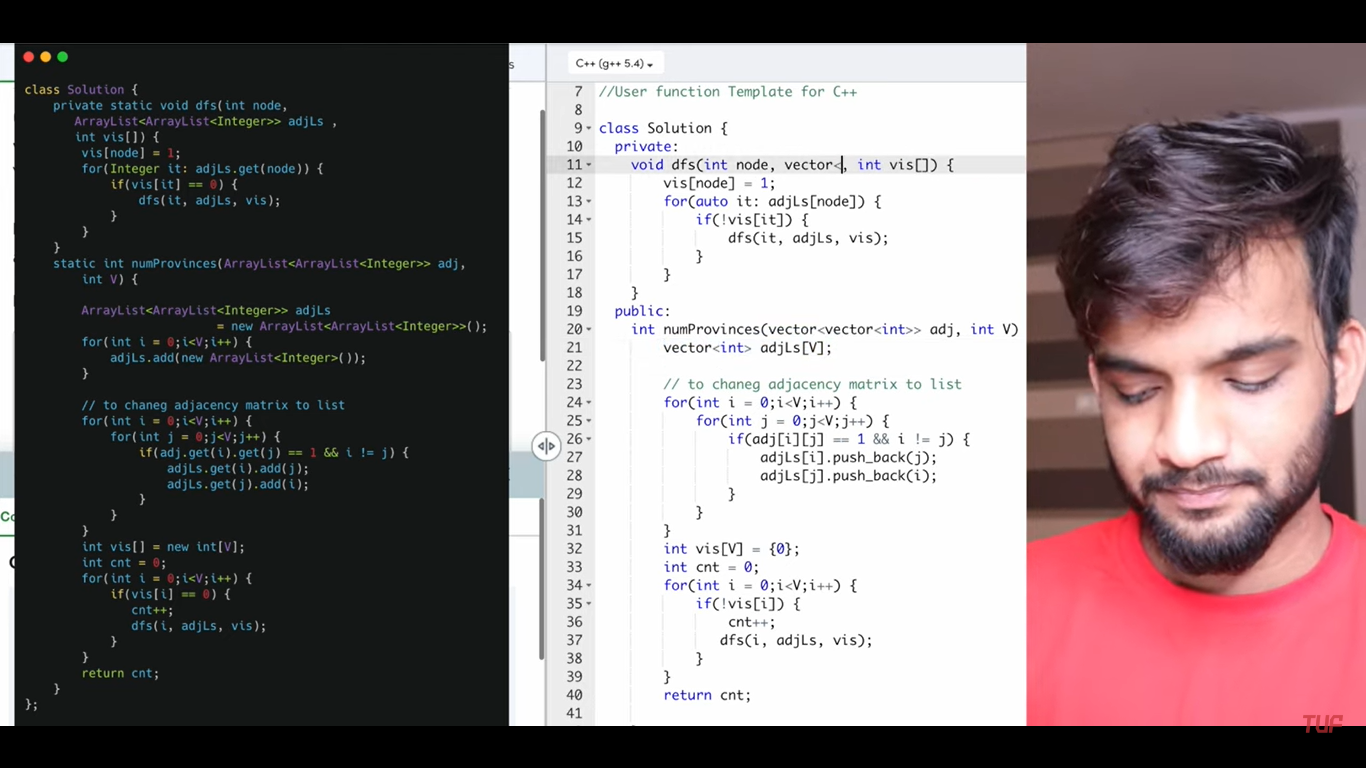 class Solution {
private static void dfs(int node,
ArrayList<ArrayList<Integer>> adjLs ,
int vis[]) {
vis[node] = 1;
for(Integer it: adjLs.get(node)) {
if(vis[it] == 0) {
dfs(it, adjLs, vis);
}
}
}
static int numProvinces(ArrayList<ArrayList<Integer>> adj,
int V) {
ArrayList<ArrayList<Integer>> adjLs
= new ArrayList<ArrayList<Integer>>();
for(int i = 0;i<V;i++) {
adjLs.add(new ArrayList<Integer>());
}
// to chaneg adjacency matrix to list
for(int i = 0;i<V;i++) {
for(int j = 0;j<V;j++) {
if(adj.get(i).get(j) == 1 && i != j) {
adjLs.get(i).add(j);
adjLs.get(j).add(i);
}
}
}
int vis[] = new int[V];
int cnt = 0;
for(int i = 0;i<V;i++) {
if(vis[i] == 0) {
cnt++;
dfs(i, adjLs, vis);
}
}
return cnt;
}
};
C++ (g++ 5.4)
7 //User function Template for C++
8
9 class Solution {
10 private:
11 void dfs(int node, vector<, int vis[]) {
12 vis[node] = 1;
13 for(auto it: adjLs[node]) {
14 if(!vis[it]) {
15 dfs(it, adjLs, vis);
16 }
17 }
18 }
19 public:
20 int numProvinces(vector<vector<int>> adj, int V)
21 vector<int> adjLs[V];
22
23 // to chaneg adjacency matrix to list
24 for(int i = 0;i<V;i++) {
25 for(int j = 0;j<V;j++) {
26 if(adj[i][j] == 1 && i != j) {
27 adjLs[i].push_back(j);
28 adjLs[j].push_back(i);
29 }
30 }
31 }
32 int vis[V] = {0};
33 int cnt = 0;
34 for(int i = 0;i<V;i++) {
35 if(!vis[i]) {
36 cnt++;
37 dfs(i, adjLs, vis);
38 }
39 }
40 return cnt;
41
TUF